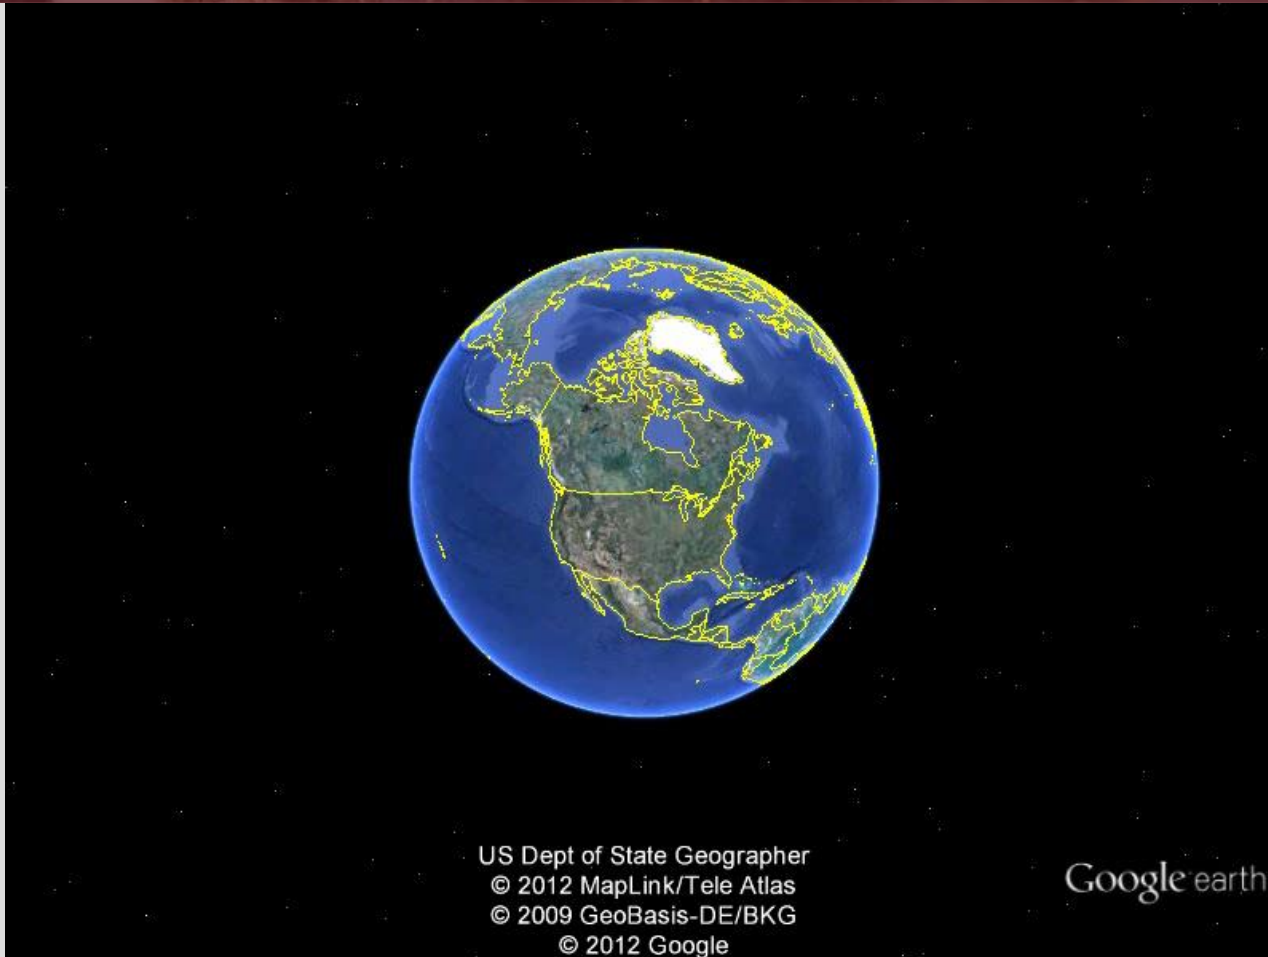 US Dept of State Geographer
© 2012 MapLink/Tele Atlas
© 2009 GeoBasis-DE/BKG
© 2012 Google
Google earth